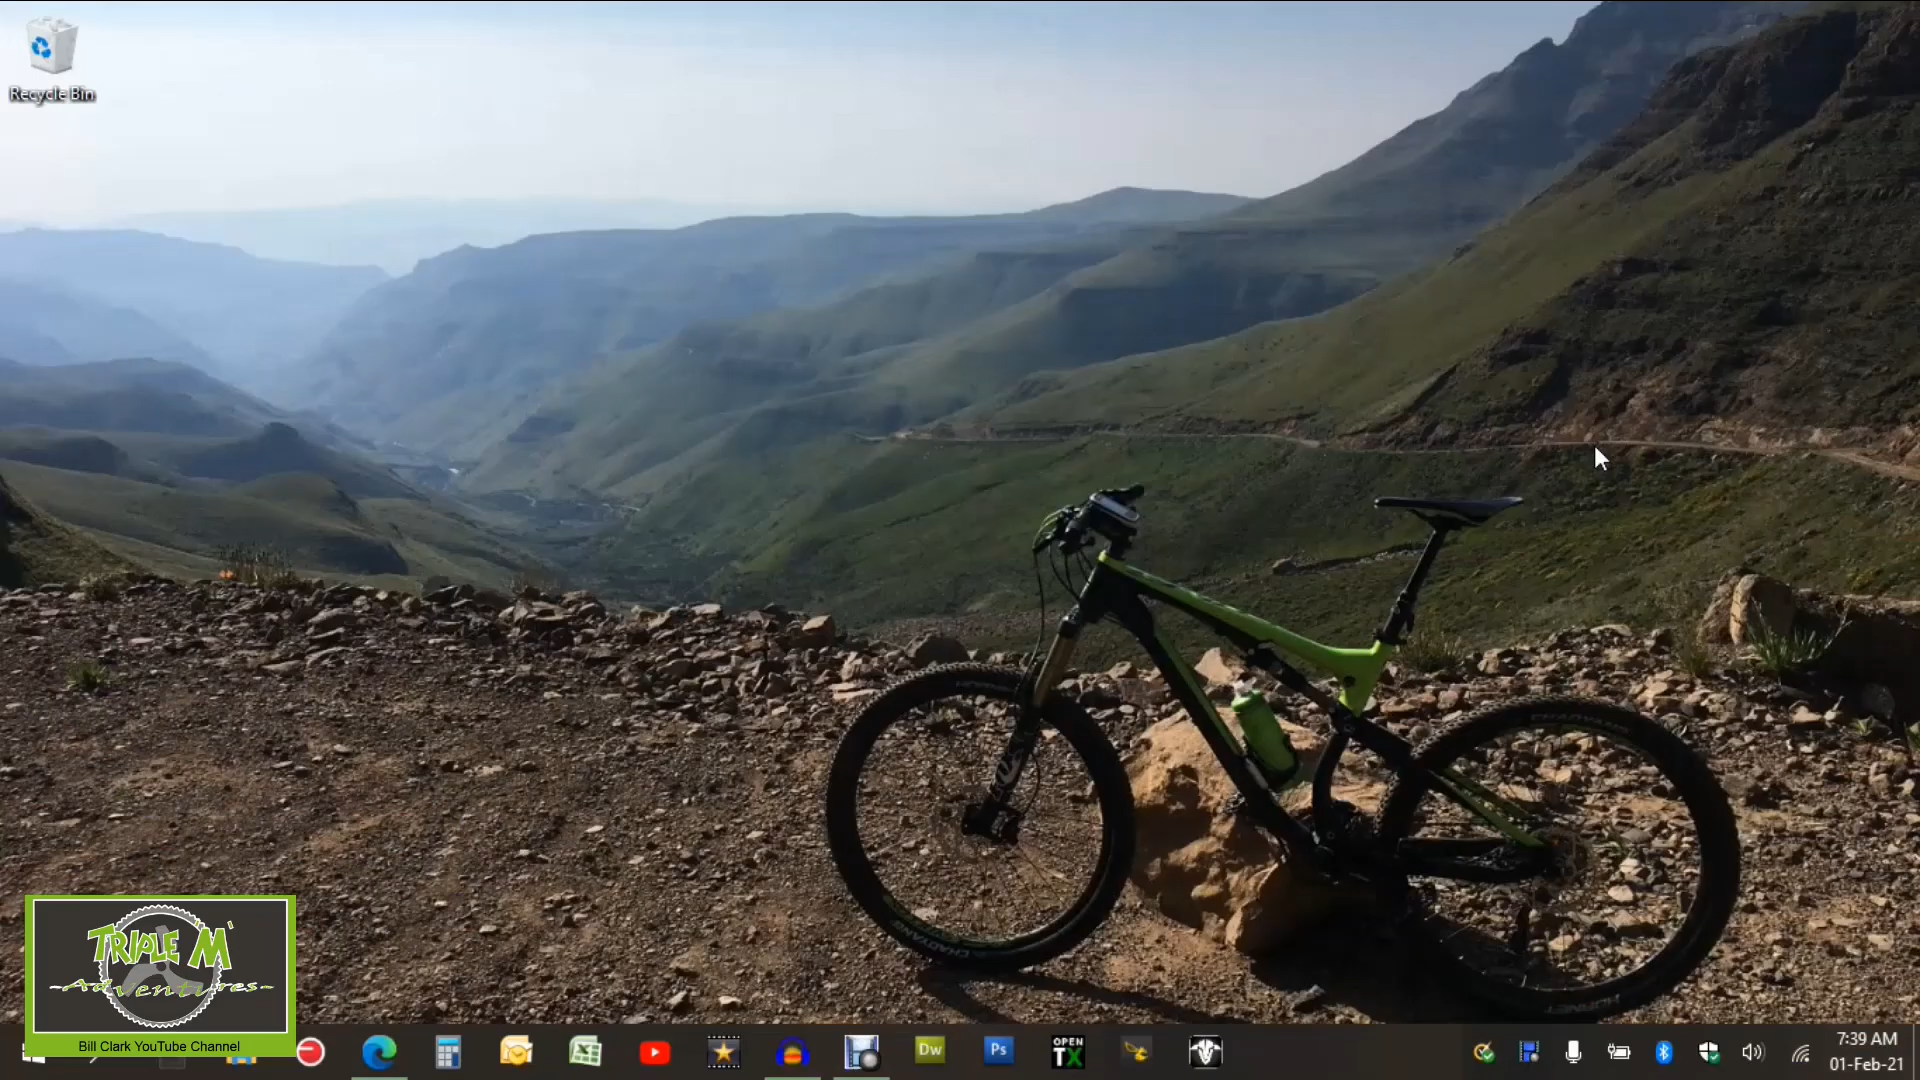 Recycle Bin
TRIPLE M
-Adventures-
Bill Clark YouTube Channel
Dw
Ps
OPEN
TX
7:39 AM
01-Feb-21